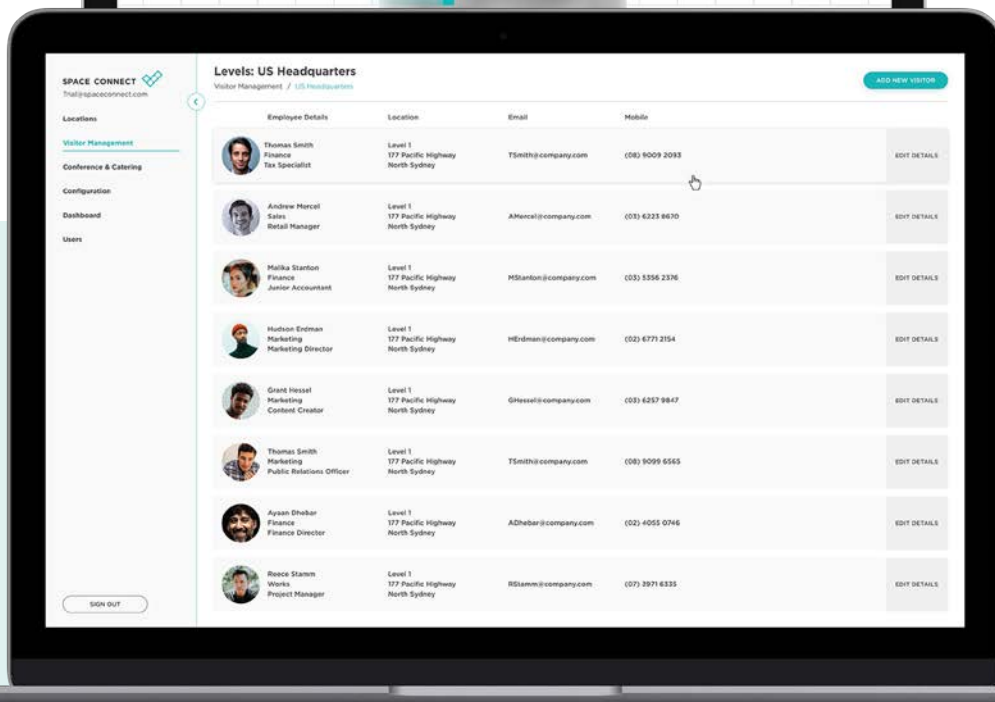 SPACE CONNECT
Trial@spaceconnect.com
Locations
Visitor Management
Conference & Catering
Configuration
Dashboard
Users
SIGN OUT
Levels: US Headquarters
Visitor Management / US Headquarters
ADD NEW VISITOR
Employee Details Location Email Mobile
Thomas Smith
Finance
Tax Specialist
Level 1
177 Pacific Highway
North Sydney
TSmith@company.com
(08) 9009 2093
EDIT DETAILS
Andrew Mercel
Sales
Retail Manager
Level 1
177 Pacific Highway
North Sydney
AMercel@company.com
(03) 6223 8670
EDIT DETAILS
Malika Stanton
Finance
Junior Accountant
Level 1
177 Pacific Highway
North Sydney
MStanton@company.com
(03) 5356 2376
EDIT DETAILS
Hudson Erdman
Marketing
Marketing Director
Level 1
177 Pacific Highway
North Sydney
HErdman@company.com
(02) 6771 2154
EDIT DETAILS
Grant Hessel
Marketing
Content Creator
Level 1
177 Pacific Highway
North Sydney
GHessel@company.com
(03) 6257 9847
EDIT DETAILS
Thomas Smith
Marketing
Public Relations Officer
Level 1
177 Pacific Highway
North Sydney
TSmith@company.com
(08) 9099 6565
EDIT DETAILS
Ayaan Dhebar
Finance
Finance Director
Level 1
177 Pacific Highway
North Sydney
ADhebar@company.com
(02) 4055 0746
EDIT DETAILS
Reece Stamm
Works
Project Manager
Level 1
177 Pacific Highway
North Sydney
RStamm@company.com
(07) 3971 6335
EDIT DETAILS